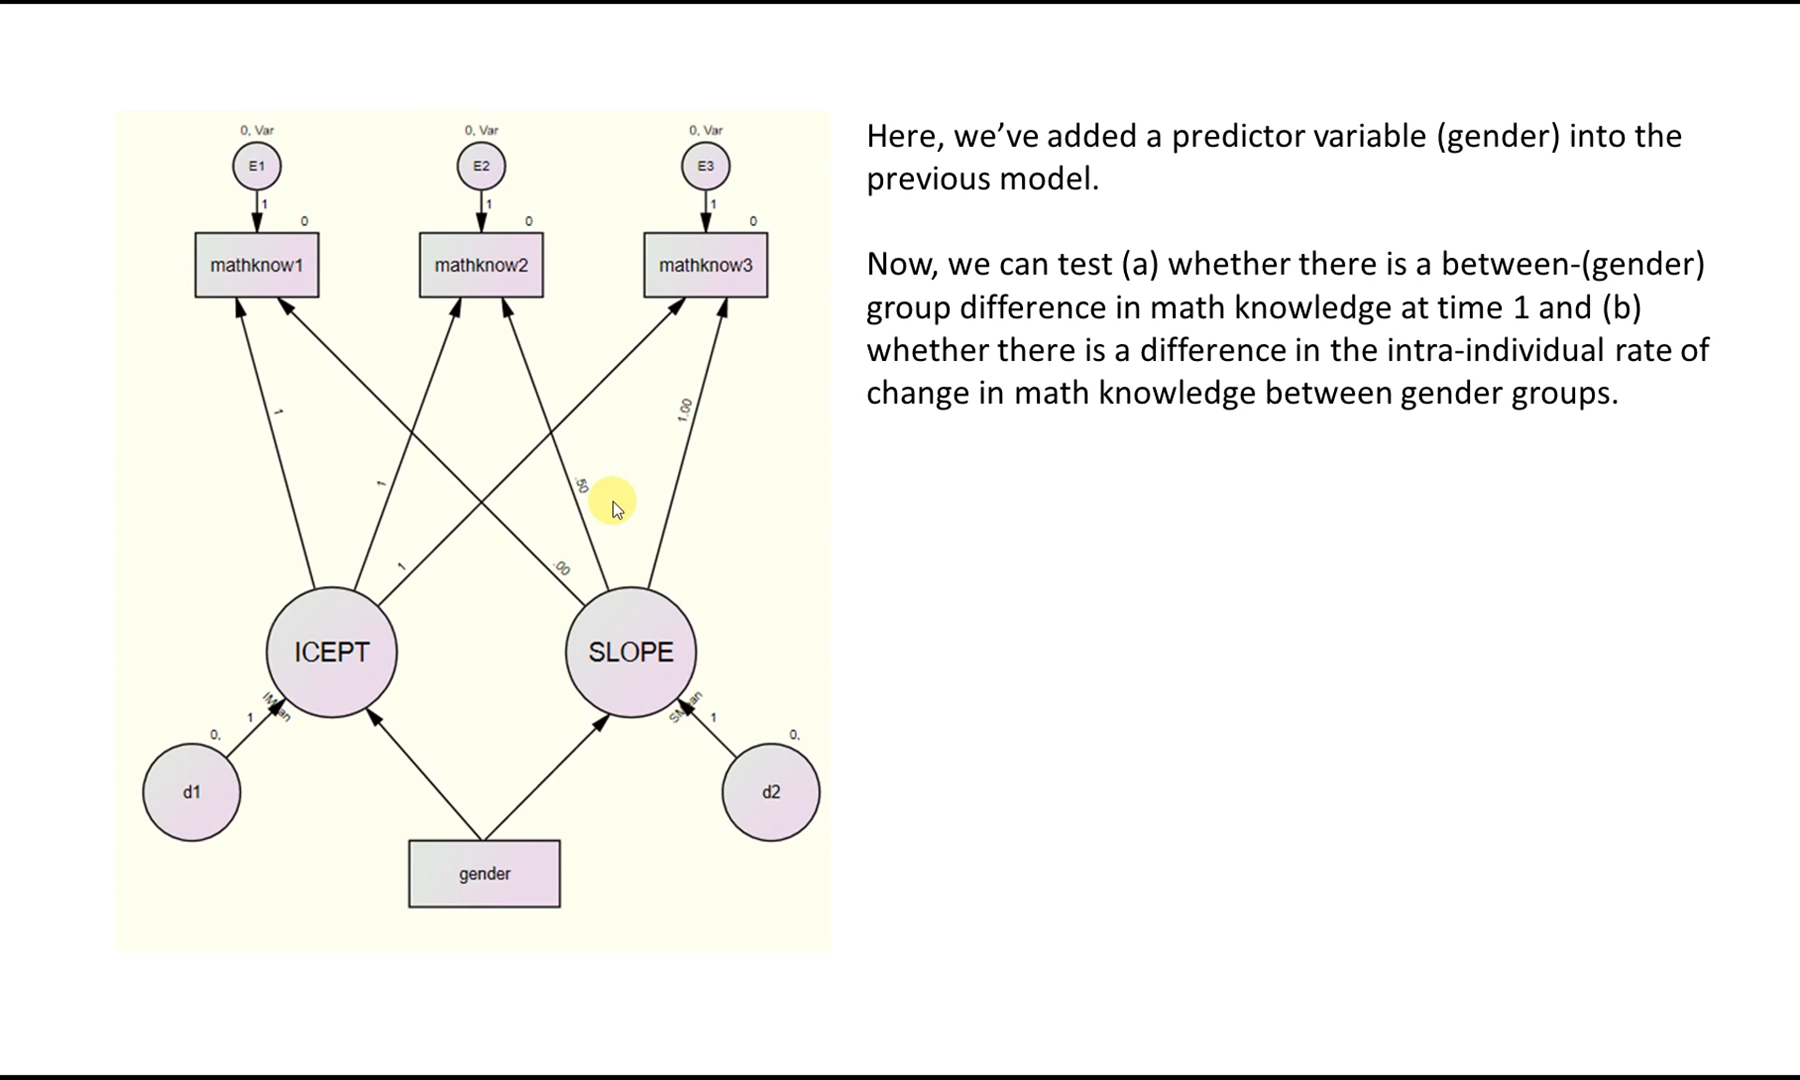 0, Var
0, Var
0, Var
E1
E2
E3
1
1
1
0
0
0
mathknow1
mathknow2
mathknow3
1
1
1
.00
.50
1.00
ICEPT
SLOPE
1
0,
1
0,
d1
d2
gender
Here, we’ve added a predictor variable (gender) into the
previous model.
Now, we can test (a) whether there is a between-(gender)
group difference in math knowledge at time 1 and (b)
whether there is a difference in the intra-individual rate of
change in math knowledge between gender groups.